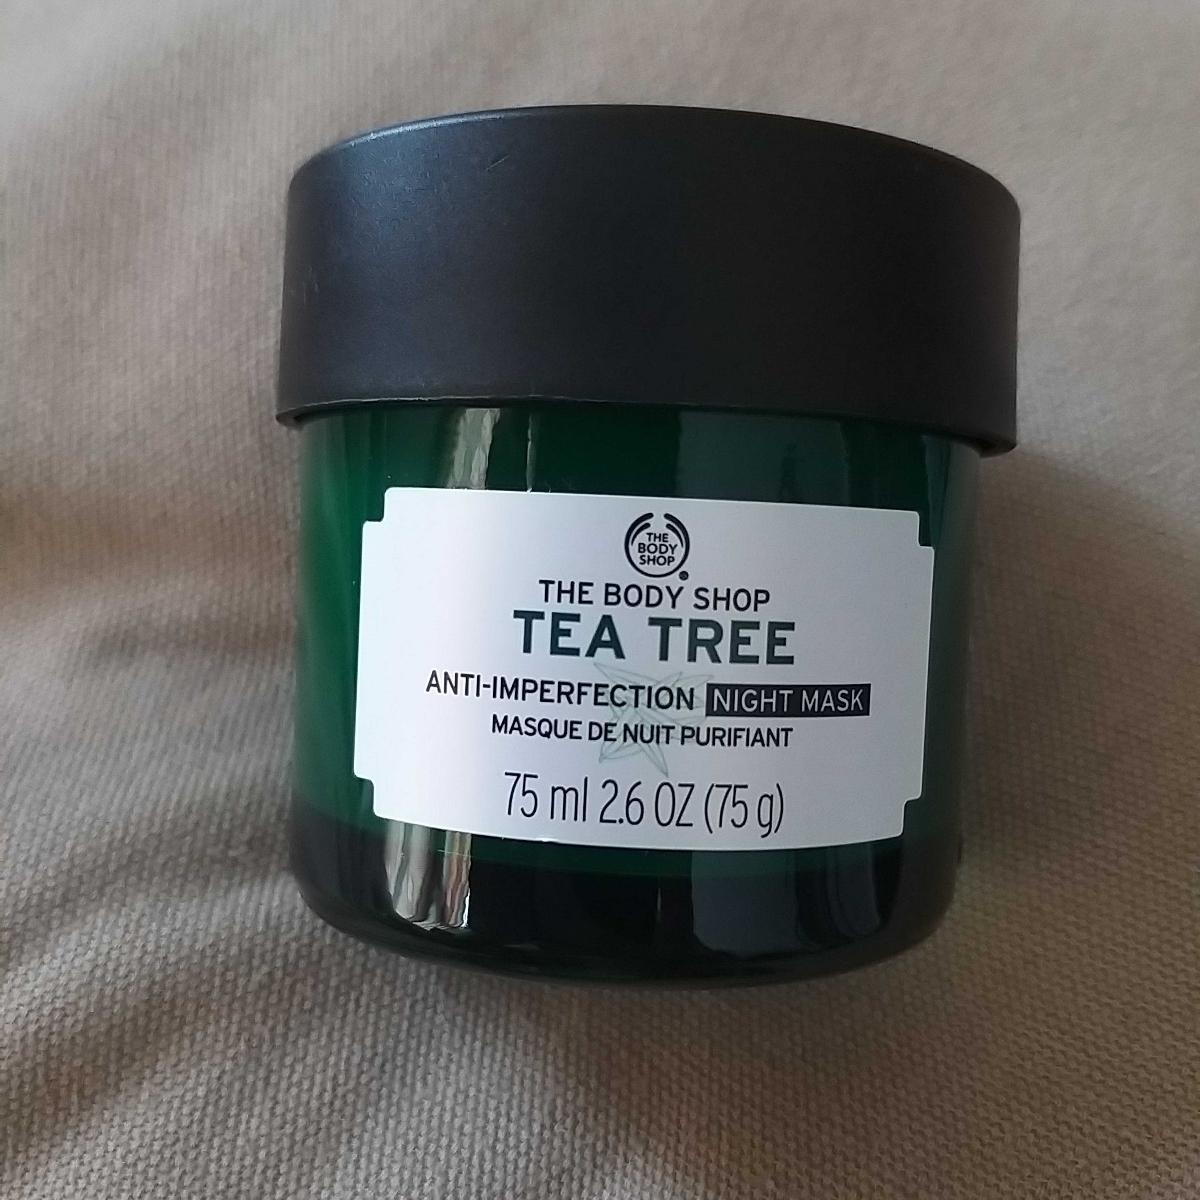 THE
BODY
SHOP
®
THE BODY SHOP
TEA TREE
ANTI-IMPERFECTION NIGHT MASK
MASQUE DE NUIT PURIFIANT
75 ml 2.6 OZ (75 g)